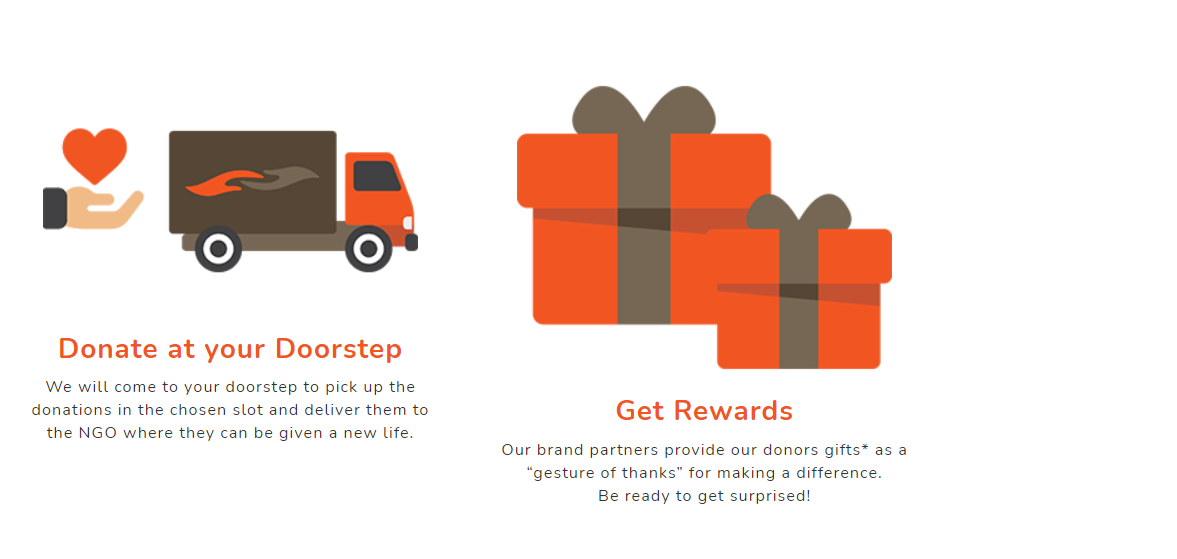 Donate at your Doorstep
We will come to your doorstep to pick up the
donations in the chosen slot and deliver them to
the NGO where they can be given a new life.
Get Rewards
Our brand partners provide our donors gifts* as a
“gesture of thanks” for making a difference.
Be ready to get surprised!